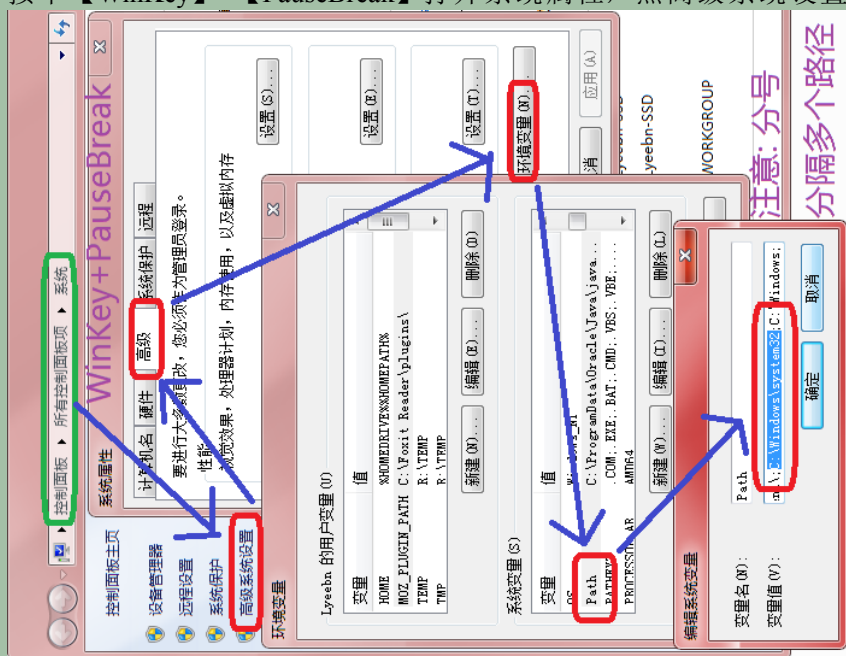 按下【WinKey】+【PauseBreak】打开系统属性，点高级系统设置
控制面板 ▸ 所有控制面板项 ▸ 系统
WinKey+PauseBreak
控制面板主页
设备管理器
远程设置
系统保护
高级系统设置
系统属性
计算机名 硬件 高级 系统保护 远程
要进行大多数更改，您必须作为管理员登录。
性能
视觉效果，处理器计划，内存使用，以及虚拟内存
设置(S)...
设置(E)...
设置(T)...
环境变量(N)...
应用(A)
yeebn-SSD
WORKGROUP
环境变量
Lyeebn 的用户变量(U)
变量 值
HOME %HOMEDRIVE%%HOMEPATH%
MOZ_PLUGIN_PATH C:\Foxit Reader\plugins\
TEMP R:\TEMP
TMP R:\TEMP
新建(N)... 编辑(E)... 删除(D)
系统变量(S)
变量 值
OS Windows_NT
Path C:\ProgramData\Oracle\Java\java...
PATHEXT .COM;.EXE;.BAT;.CMD;.VBS;.VBE;....
AMD64
新建(W)... 编辑(I)... 删除(L)
编辑系统变量
变量名(N): Path
变量值(V): C:\Windows\system32;C:\Windows;
确定 取消
注意: 分号
分隔多个路径